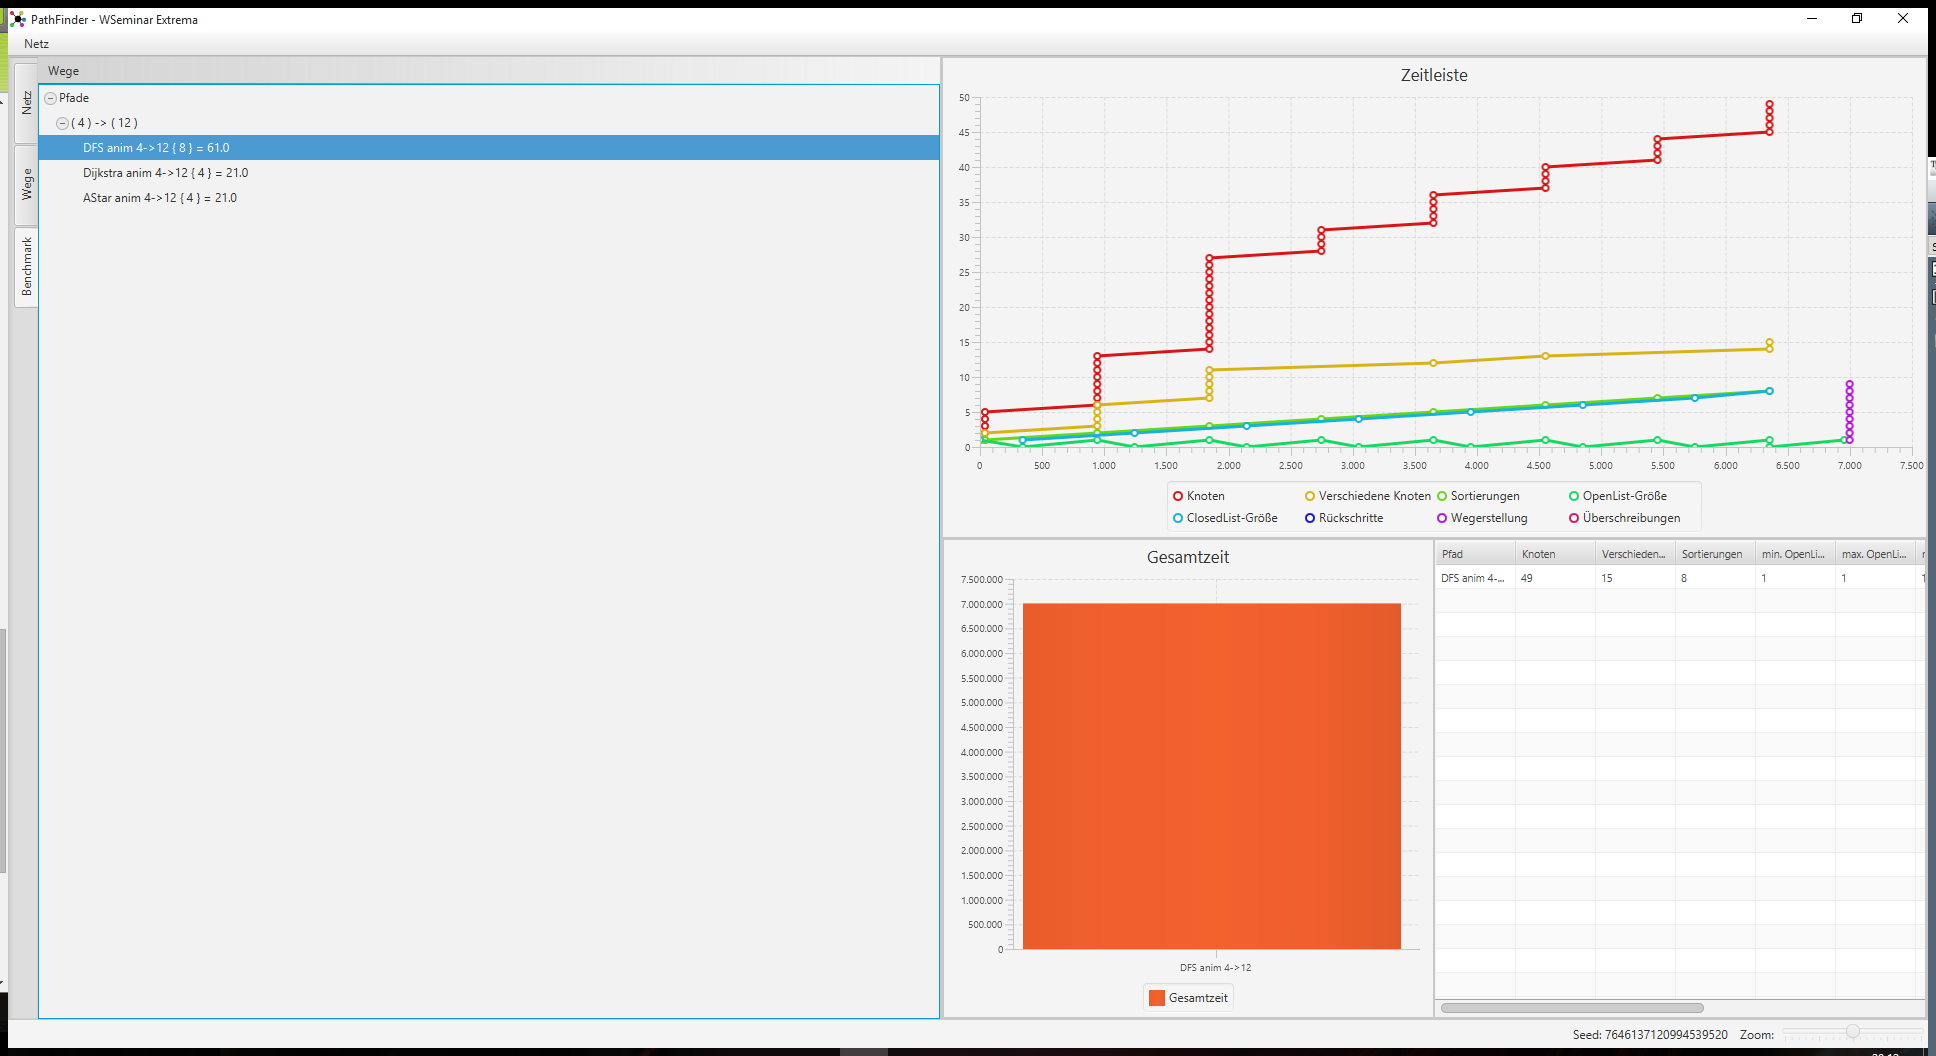 PathFinder - WSeminar Extrema
Netz
Netz
Wege
Benchmark
Wege
Pfade
( 4 ) -> ( 12 )
DFS anim 4->12 { 8 } = 61.0
Dijkstra anim 4->12 { 4 } = 21.0
AStar anim 4->12 { 4 } = 21.0
Zeitleiste
50
45
40
35
30
25
20
15
10
5
0
0 500 1.000 1.500 2.000 2.500 3.000 3.500 4.000 4.500 5.000 5.500 6.000 6.500 7.000 7.500
Knoten Verschiedene Knoten Sortierungen OpenList-Größe
ClosedList-Größe Rückschritte Wegerstellung Überschreibungen
Gesamtzeit
7.500.000
7.000.000
6.500.000
6.000.000
5.500.000
5.000.000
4.500.000
4.000.000
3.500.000
3.000.000
2.500.000
2.000.000
1.500.000
1.000.000
500.000
0
DFS anim 4->12
Gesamtzeit
Pfad Knoten Verschieden... Sortierungen min. OpenLi... max. OpenLi...
DFS anim 4-... 49 15 8 1 1 1
Seed: 7646137120994539520 Zoom: